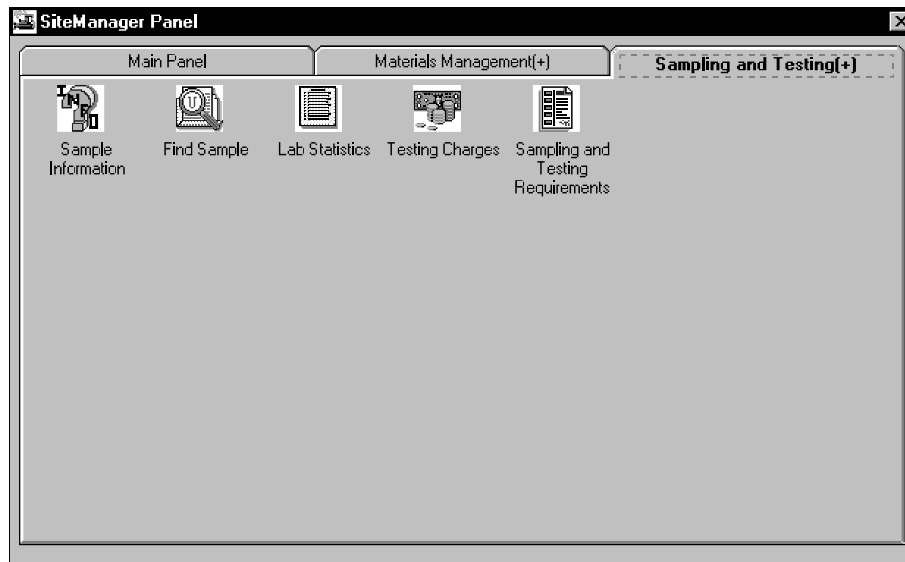 SiteManager Panel
Main Panel
Materials Management(+)
Sampling and Testing(+)
INFO
Sample
Information
Find Sample
Lab Statistics
Testing Charges
Sampling and
Testing
Requirements